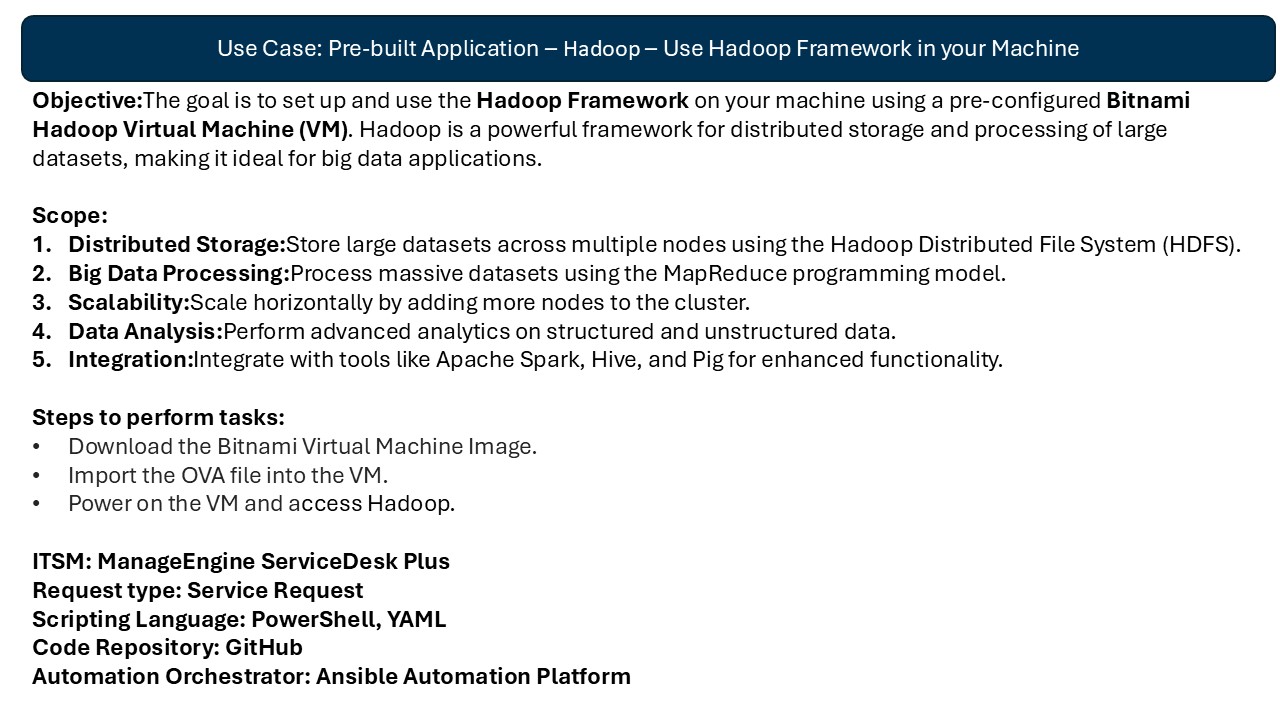 Use Case: Pre-built Application – Hadoop – Use Hadoop Framework in your Machine
Objective:The goal is to set up and use the Hadoop Framework on your machine using a pre-configured Bitnami
Hadoop Virtual Machine (VM). Hadoop is a powerful framework for distributed storage and processing of large
datasets, making it ideal for big data applications.
Scope:
1. Distributed Storage:Store large datasets across multiple nodes using the Hadoop Distributed File System (HDFS).
2. Big Data Processing:Process massive datasets using the MapReduce programming model.
3. Scalability:Scale horizontally by adding more nodes to the cluster.
4. Data Analysis:Perform advanced analytics on structured and unstructured data.
5. Integration:Integrate with tools like Apache Spark, Hive, and Pig for enhanced functionality.
Steps to perform tasks:
• Download the Bitnami Virtual Machine Image.
• Import the OVA file into the VM.
• Power on the VM and access Hadoop.
ITSM: ManageEngine ServiceDesk Plus
Request type: Service Request
Scripting Language: PowerShell, YAML
Code Repository: GitHub
Automation Orchestrator: Ansible Automation Platform